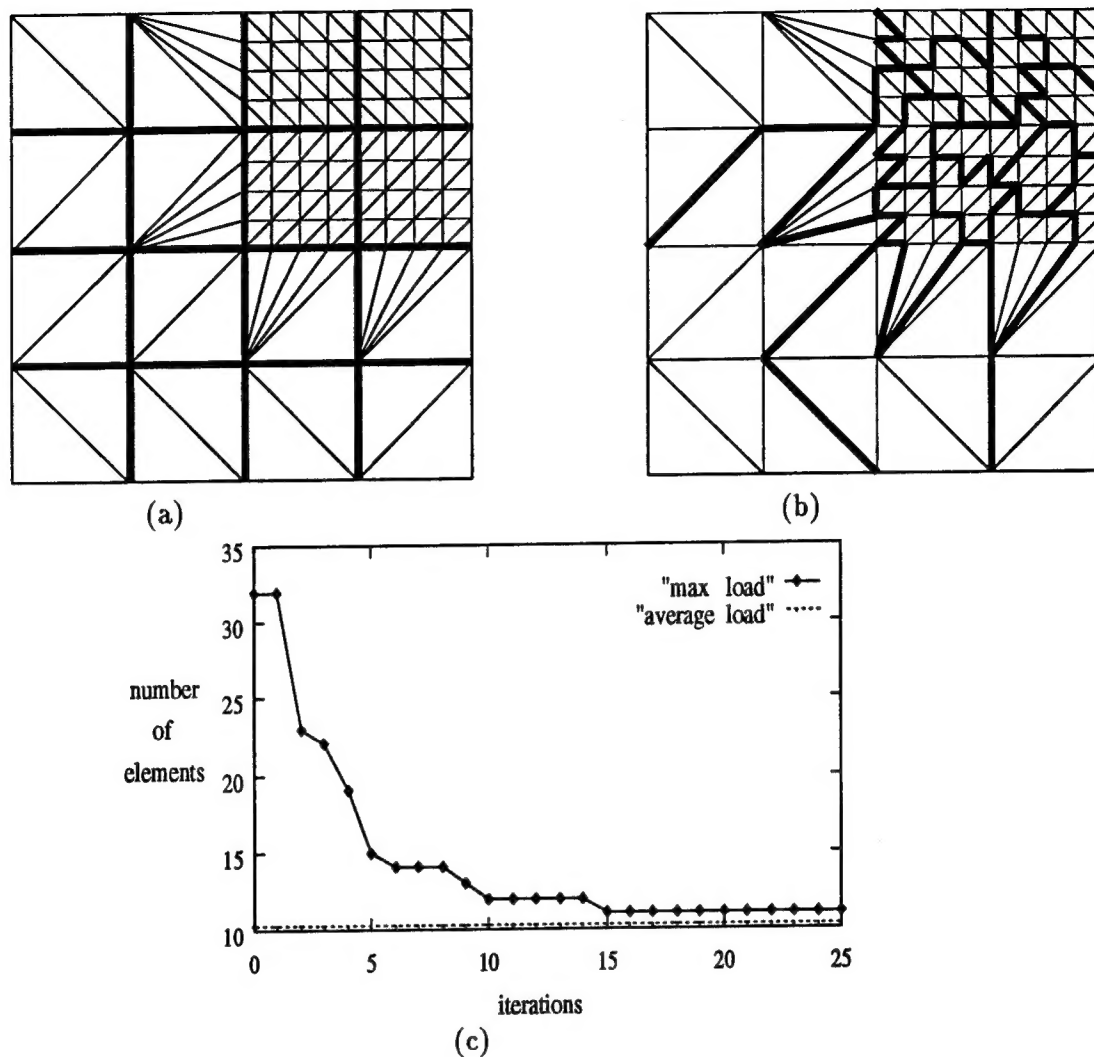 (a)
(b)
35
30
25
20
15
10
number
of
elements
"max load"
"average load"
0 5 10 15 20 25
iterations
(c)